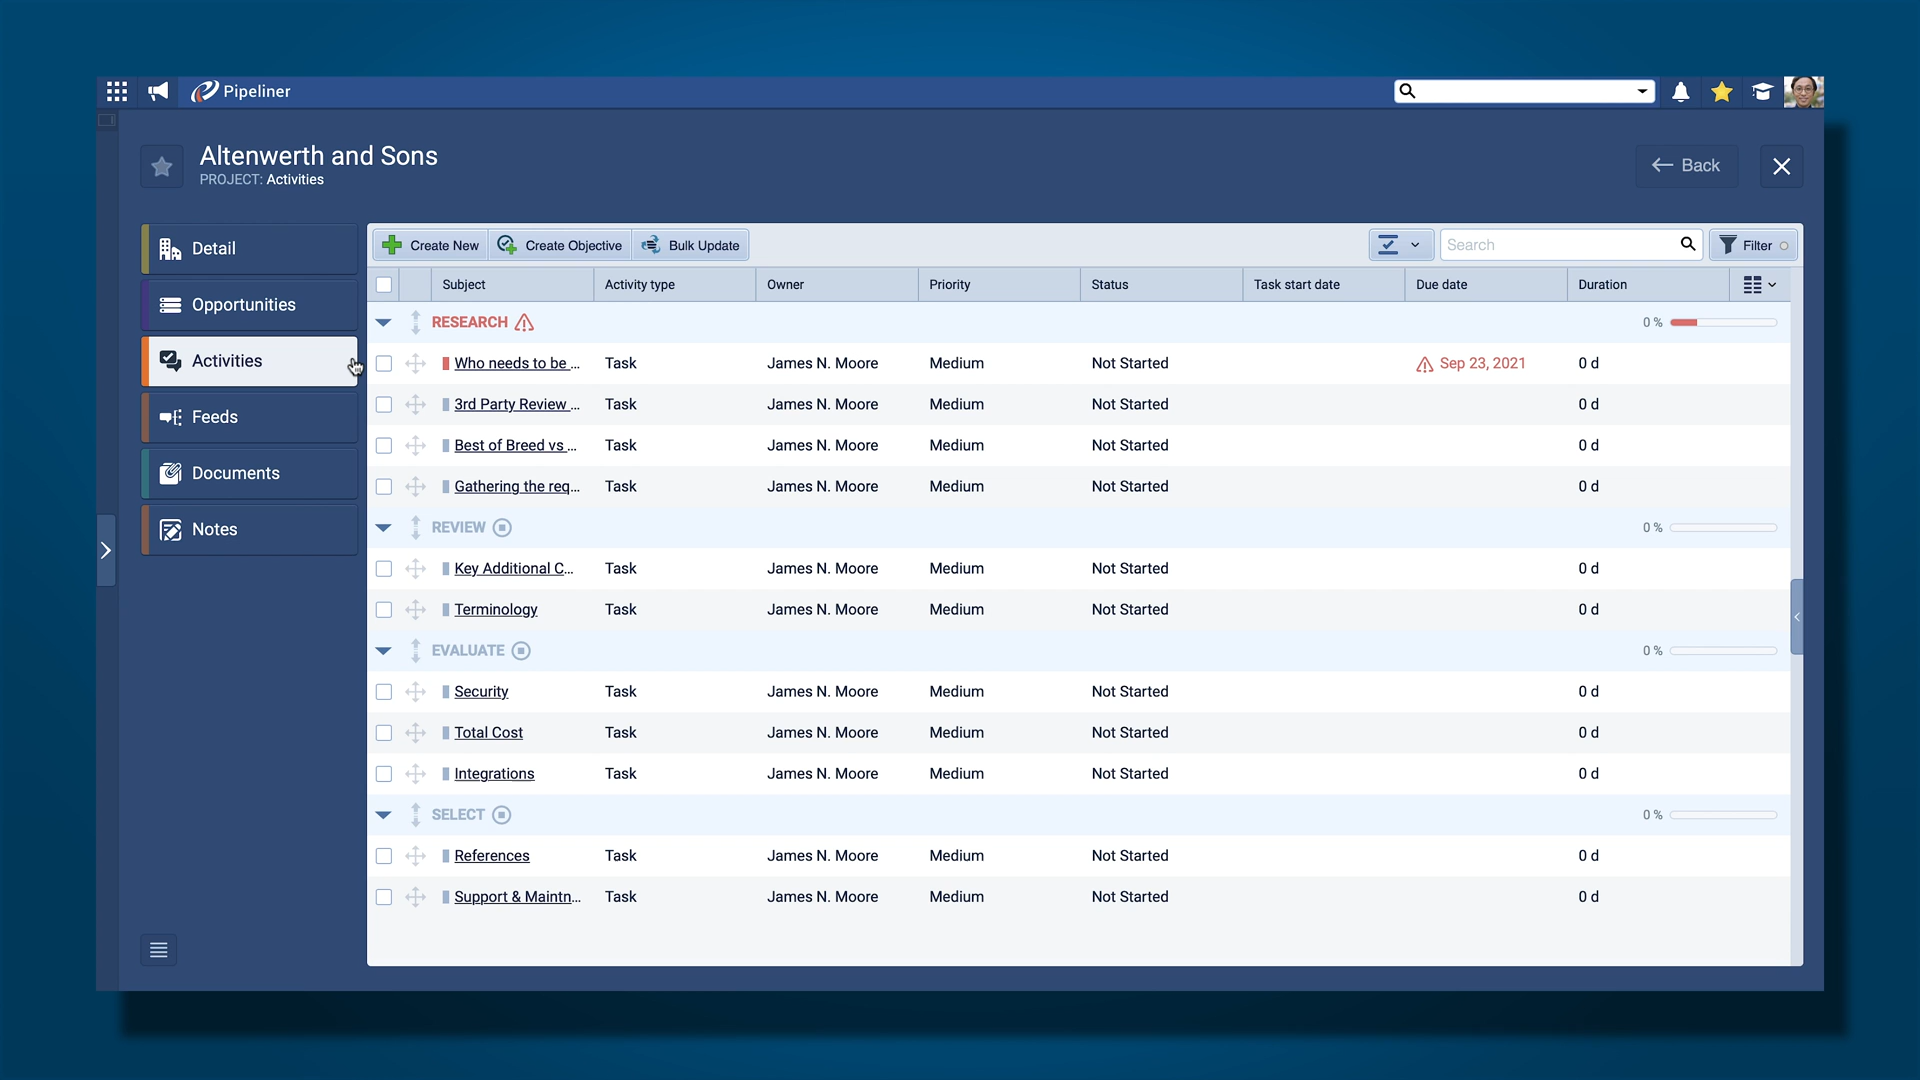 Pipeliner
Altenwerth and Sons
PROJECT: Activities
Back
Detail
Opportunities
Activities
Feeds
Documents
Notes
Create New Create Objective Bulk Update Search Filter
Subject Activity type Owner Priority Status Task start date Due date Duration
RESEARCH 0 %
Who needs to be ... Task James N. Moore Medium Not Started Sep 23, 2021 0 d
3rd Party Review ... Task James N. Moore Medium Not Started 0 d
Best of Breed vs ... Task James N. Moore Medium Not Started 0 d
Gathering the req... Task James N. Moore Medium Not Started 0 d
REVIEW 0 %
Key Additional C... Task James N. Moore Medium Not Started 0 d
Terminology Task James N. Moore Medium Not Started 0 d
EVALUATE 0 %
Security Task James N. Moore Medium Not Started 0 d
Total Cost Task James N. Moore Medium Not Started 0 d
Integrations Task James N. Moore Medium Not Started 0 d
SELECT 0 %
References Task James N. Moore Medium Not Started 0 d
Support & Maintn... Task James N. Moore Medium Not Started 0 d